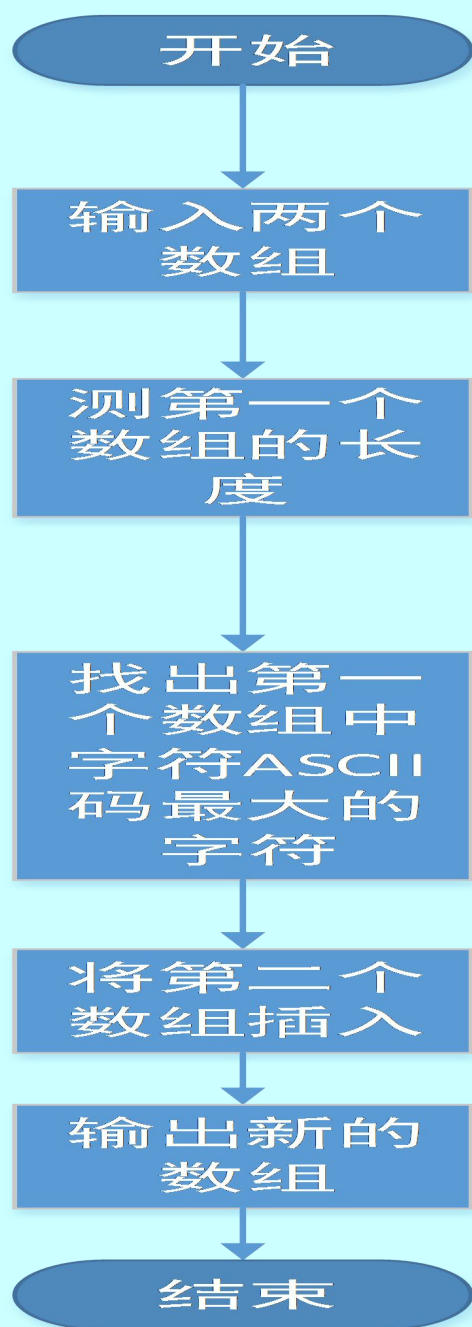 开始
输入两个
数组
测第一个
数组的长
度
找出第一
个数组中
字符ASCII
码最大的
字符
将第二个
数组插入
输出新的
数组
结束